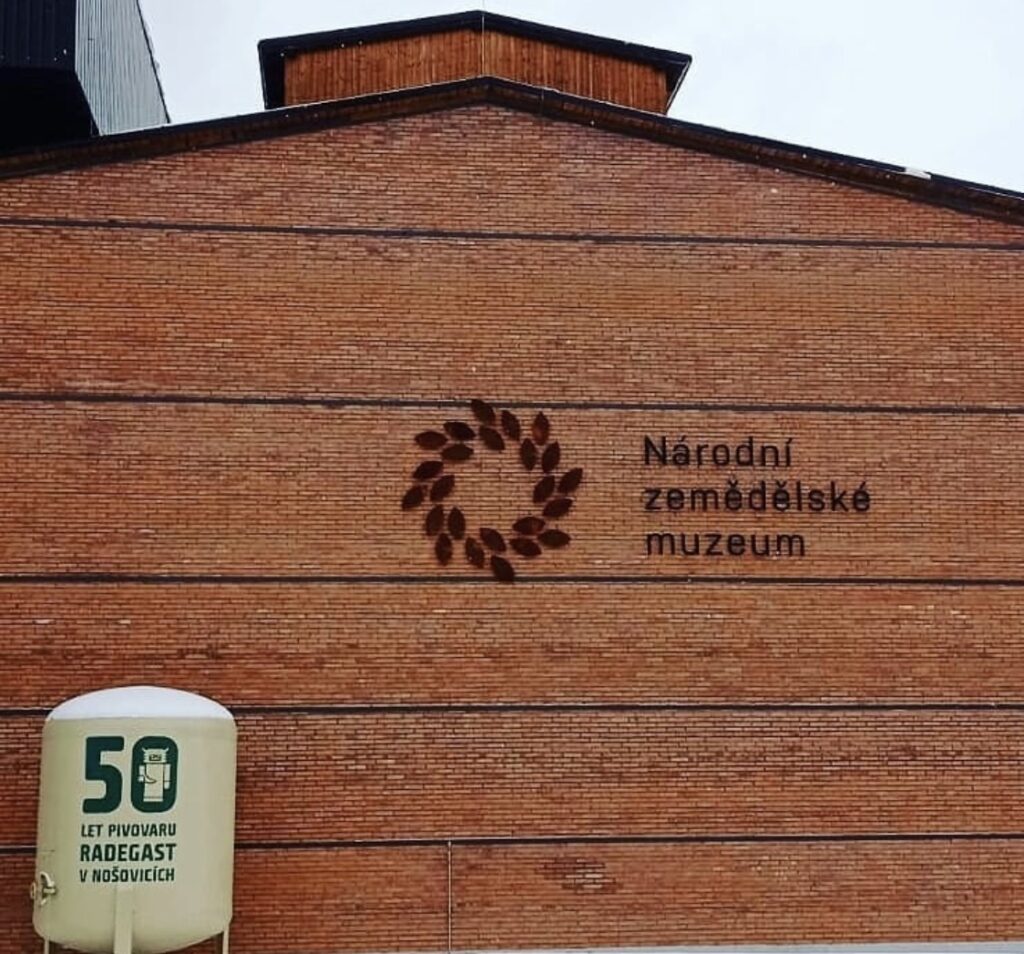 Národní
zemědělské
muzeum
50
LET PIVOVARU
RADEGAST
V NOŠOVICÍCH